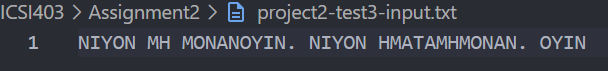 ICSI403 > Assignment2 > project2-test3-input.txt
1 NIYON MH MONANOYIN. NIYON HMATAMHMONAN. OYIN